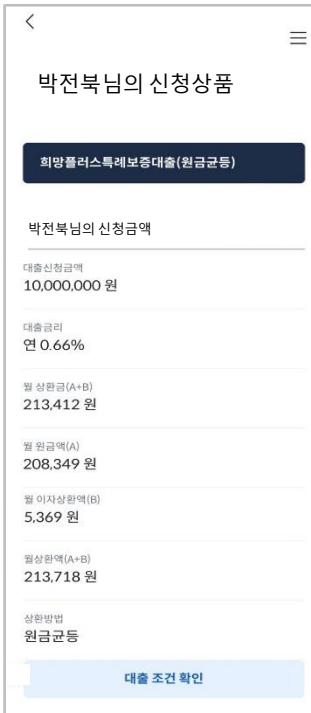 박전북님의 신청상품
희망플러스특례보증대출(원금균등)
박전북님의 신청금액
대출신청금액
10,000,000 원
대출금리
연 0.66%
월 상환금(A+B)
213,412 원
월 원금액(A)
208,349 원
월 이자상환액(B)
5,369 원
월상환액(A+B)
213,718 원
상환방법
원금균등
대출 조건 확인